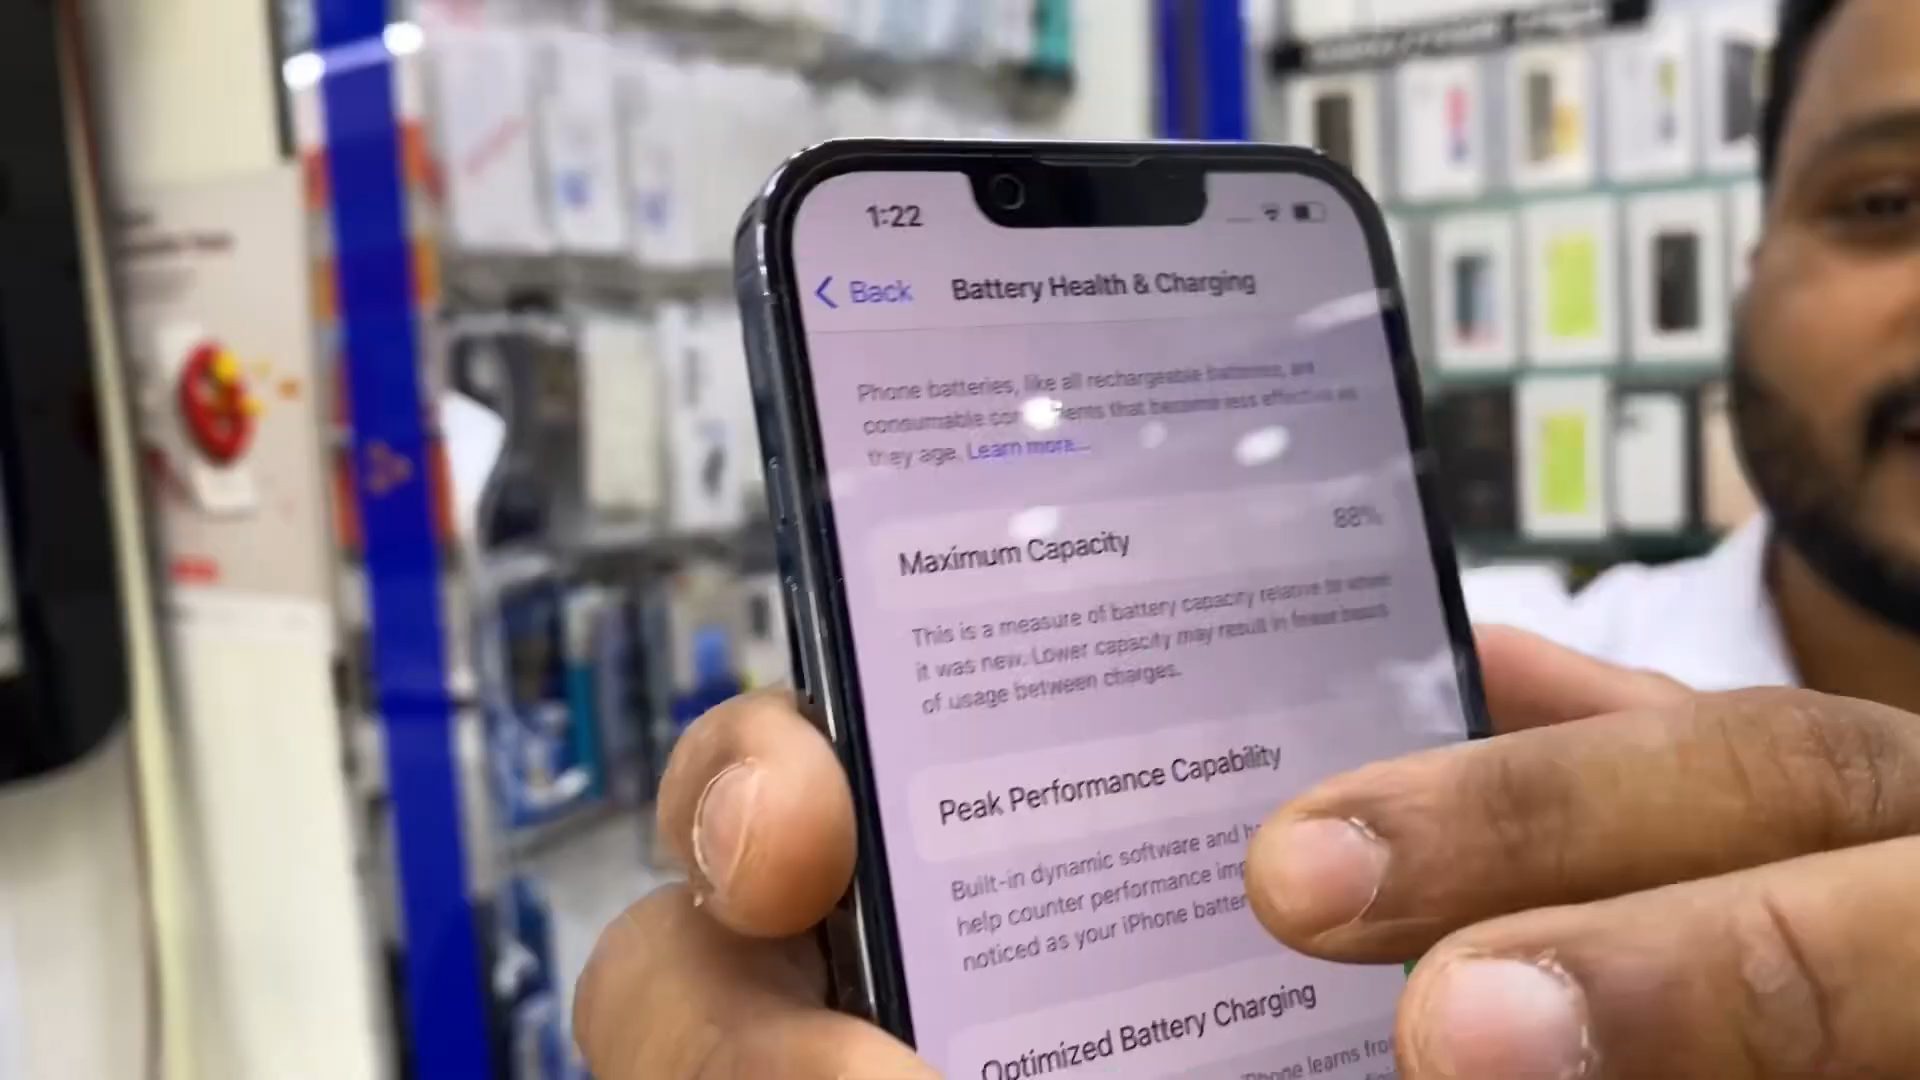 1:22
Back Battery Health & Charging
Phone batteries, like all rechargeable batteries, are
consumable components that become less effective as
they age. Learn more...
Maximum Capacity 88%
This is a measure of battery capacity relative to when
it was new. Lower capacity may result in fewer hours
of usage between charges.
Peak Performance Capability
Built-in dynamic software and
help counter performance
noticed as your iPhone
Optimized Battery Charging
iPhone learns